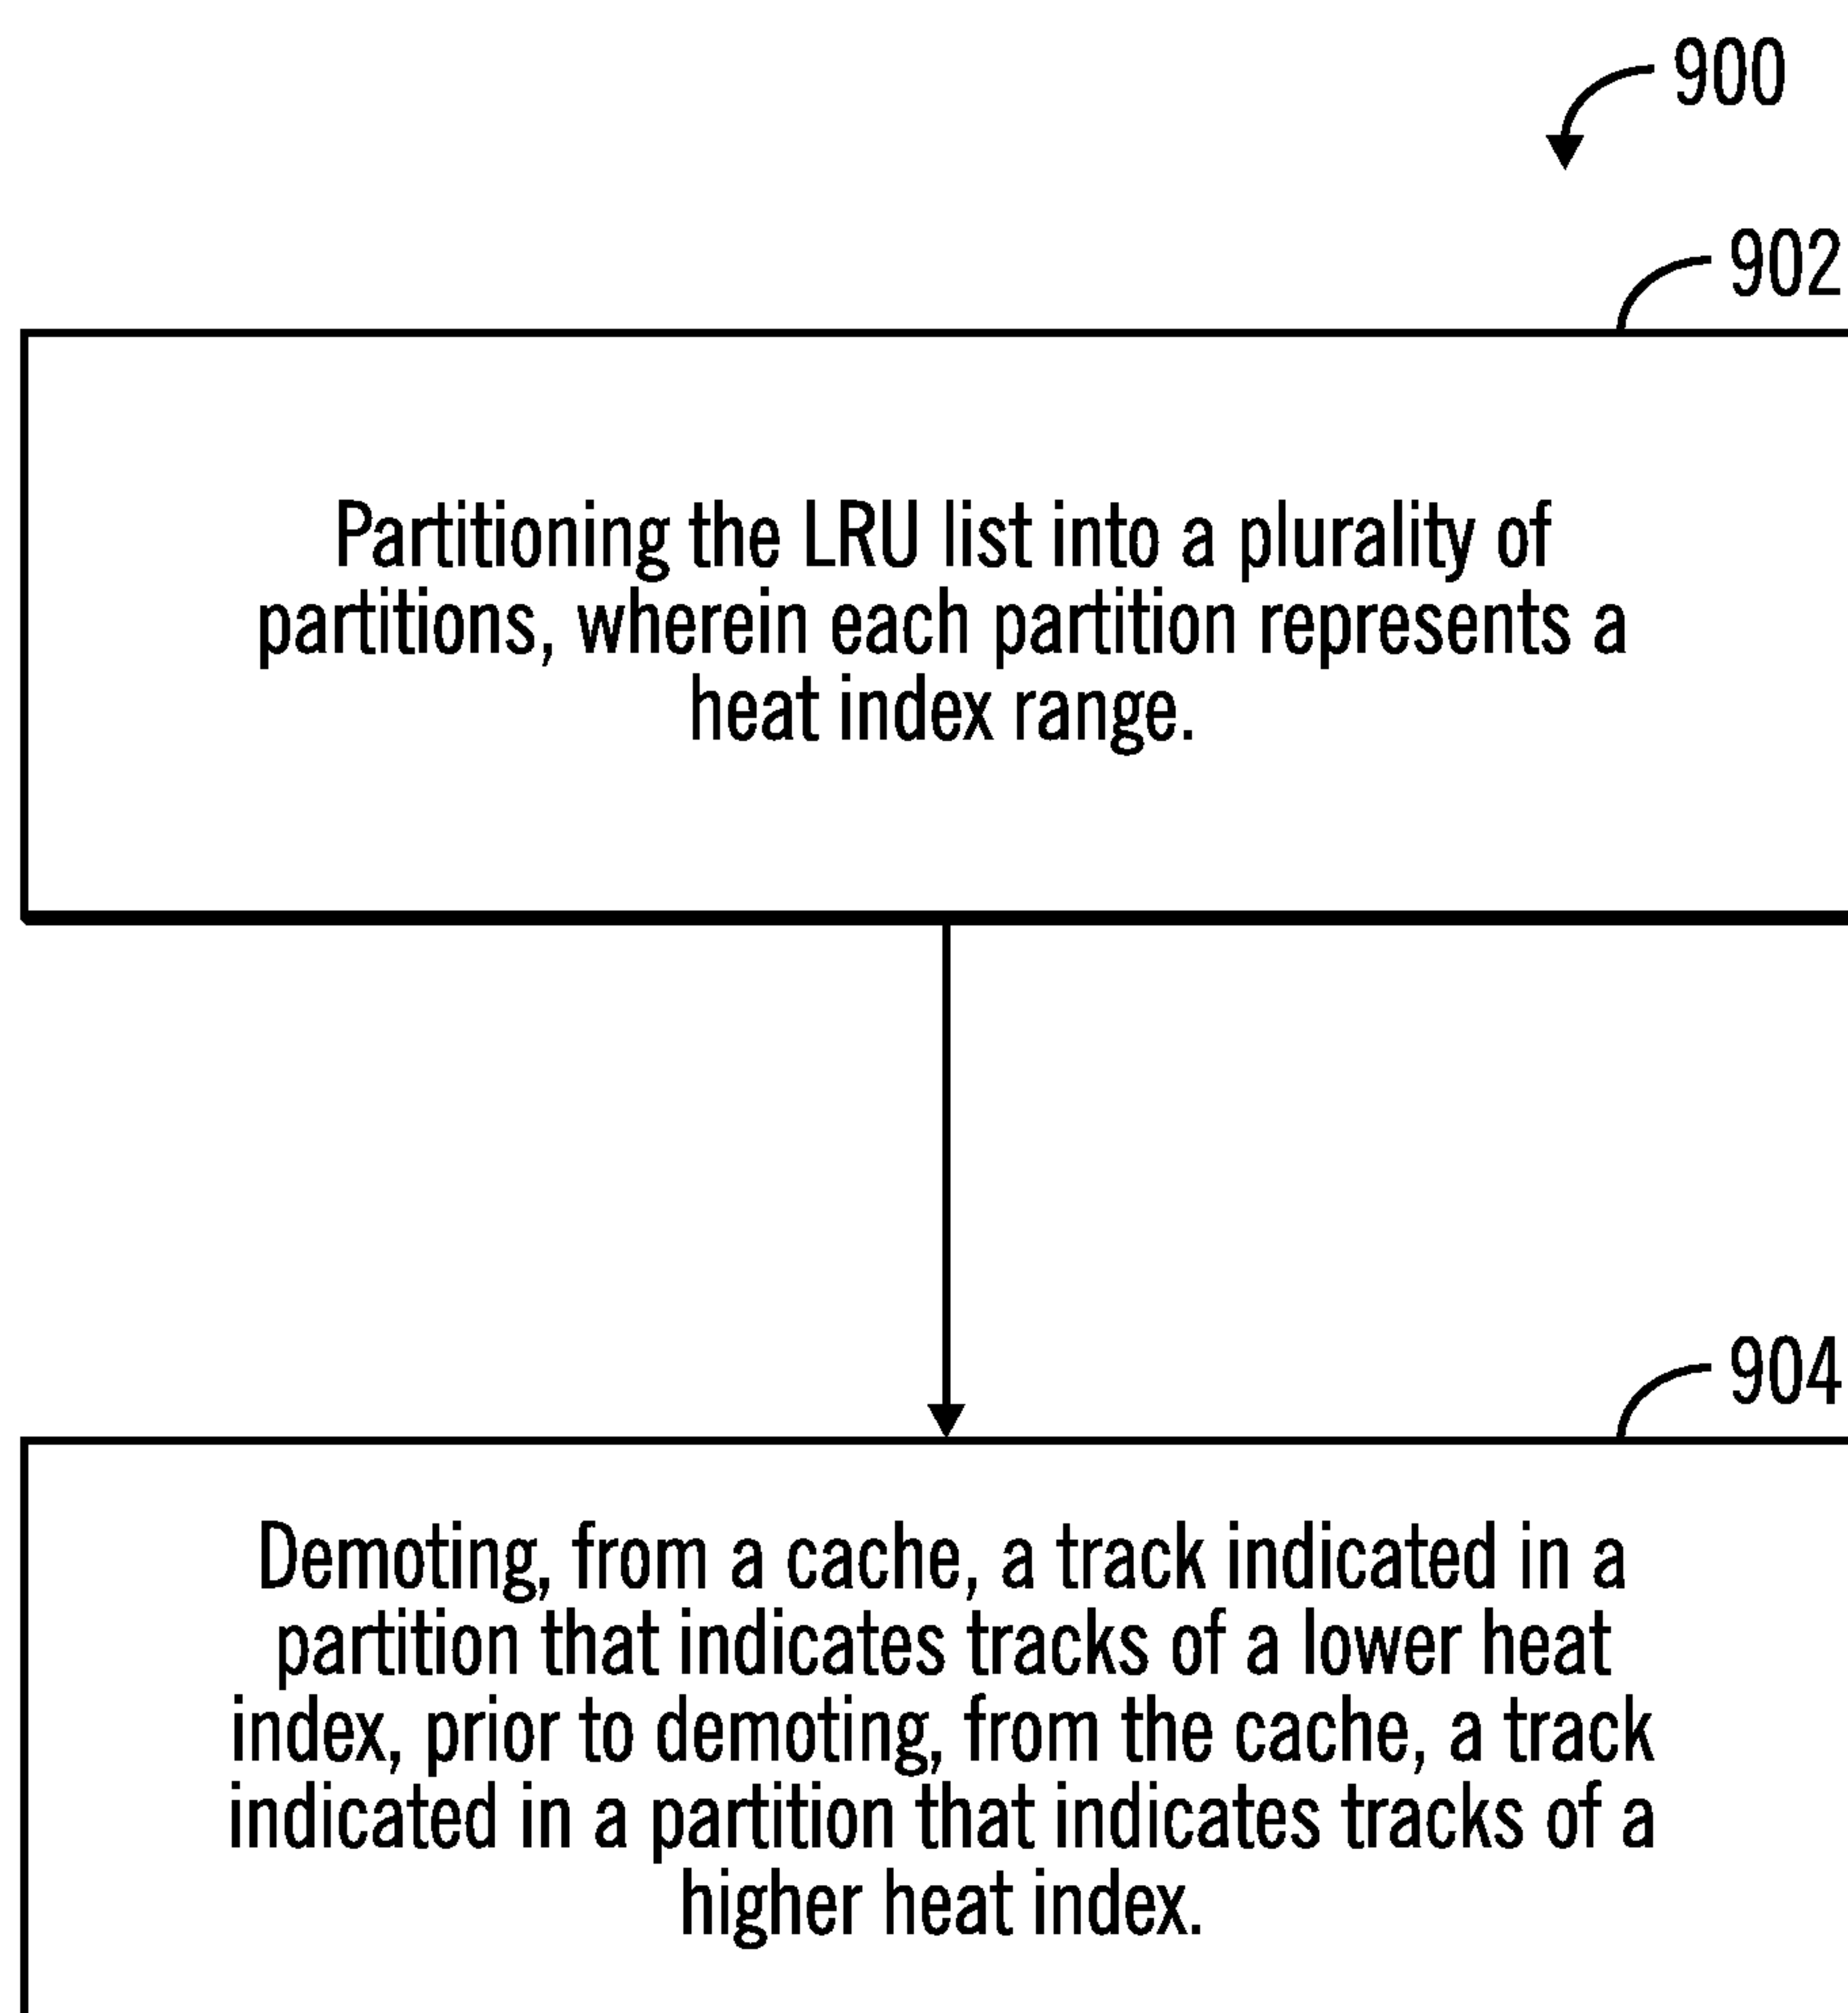 900
902
Partitioning the LRU list into a plurality of
partitions, wherein each partition represents a
heat index range.
904
Demoting, from a cache, a track indicated in a
partition that indicates tracks of a lower heat
index, prior to demoting, from the cache, a track
indicated in a partition that indicates tracks of a
higher heat index.